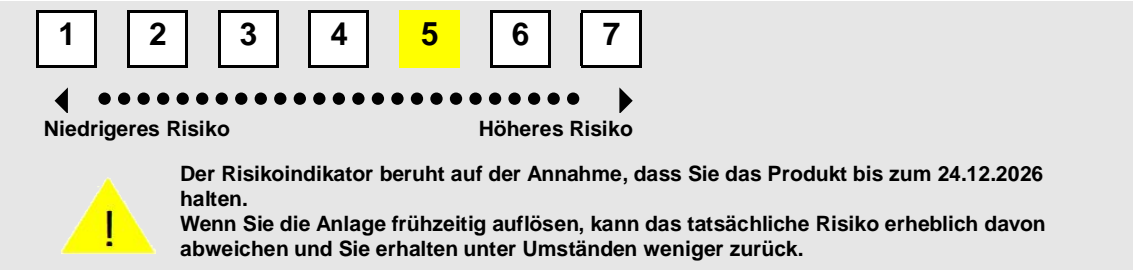 1 2 3 4 5 6 7
Niedrigeres Risiko Höheres Risiko
Der Risikoindikator beruht auf der Annahme, dass Sie das Produkt bis zum 24.12.2026
halten.
Wenn Sie die Anlage frühzeitig auflösen, kann das tatsächliche Risiko erheblich davon
abweichen und Sie erhalten unter Umständen weniger zurück.
!